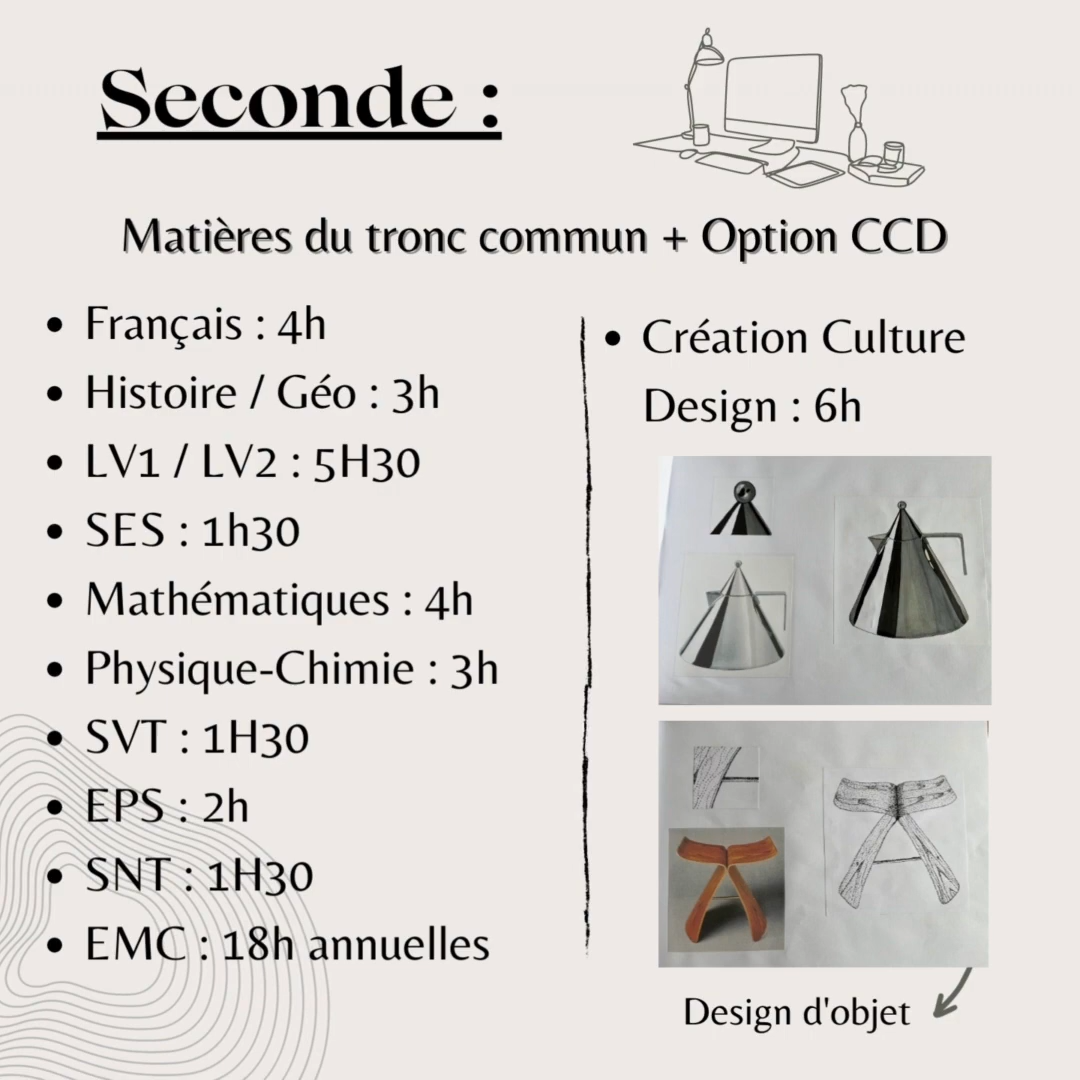 Seconde :
Matières du tronc commun + Option CCD
• Français : 4h
• Histoire / Géo : 3h
• LV1 / LV2 : 5H30
• SES : 1h30
• Mathématiques : 4h
• Physique-Chimie : 3h
• SVT : 1H30
• EPS : 2h
• SNT : 1H30
• EMC : 18h annuelles
• Création Culture
Design : 6h
Design d'objet